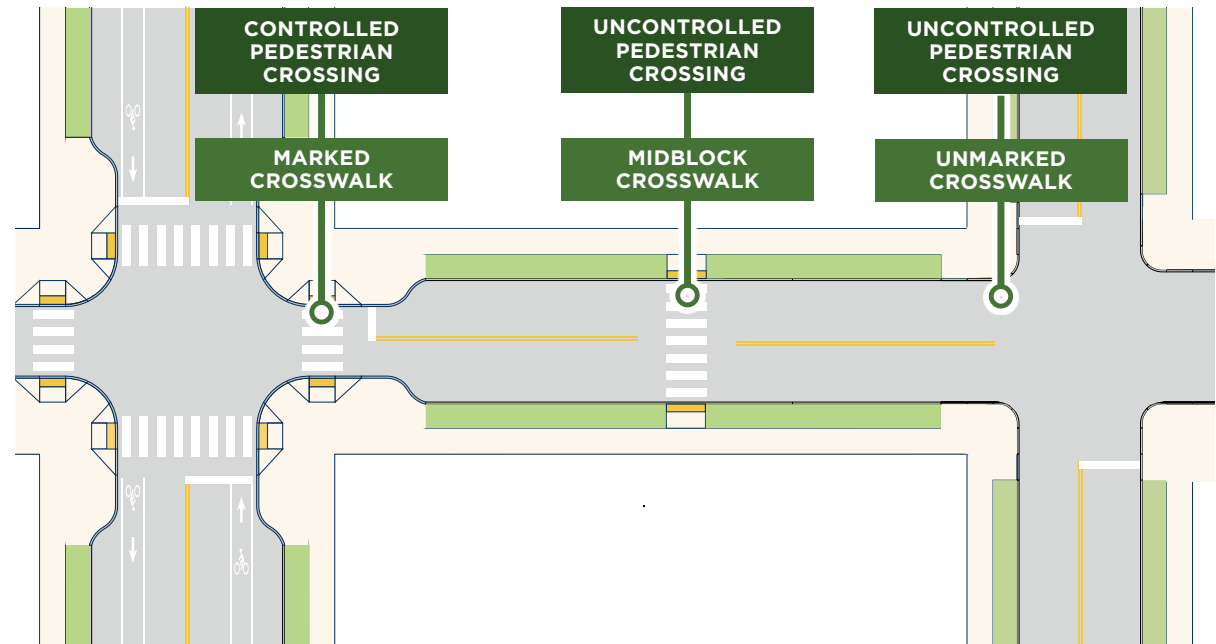 CONTROLLED
PEDESTRIAN
CROSSING
MARKED
CROSSWALK
UNCONTROLLED
PEDESTRIAN
CROSSING
MIDBLOCK
CROSSWALK
UNCONTROLLED
PEDESTRIAN
CROSSING
UNMARKED
CROSSWALK